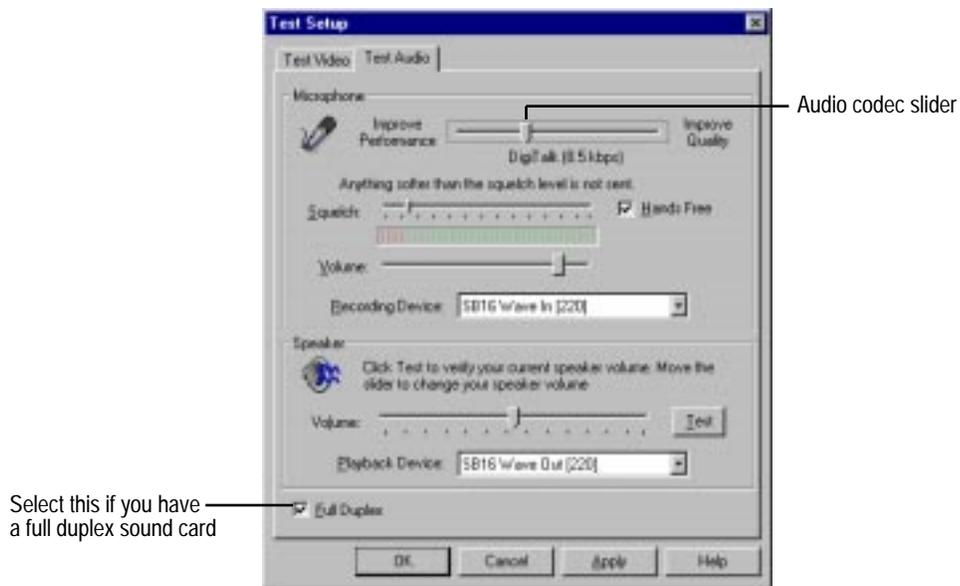 Test Setup
Test Video Test Audio
Microphone
Audio codec slider
Improve Performance
Improve Quality
DigiTalk (8.5 kbps)
Anything softer than the squelch level is not sent.
Squelch:
Hands Free
Volume:
Recording Device: SB16 Wave In [220]
Speaker
Click Test to verify your current speaker volume. Move the
slider to change your speaker volume
Volume:
Test
Playback Device: SB16 Wave Out [220]
Select this if you have
a full duplex sound card
Full Duplex
OK Cancel Apply Help